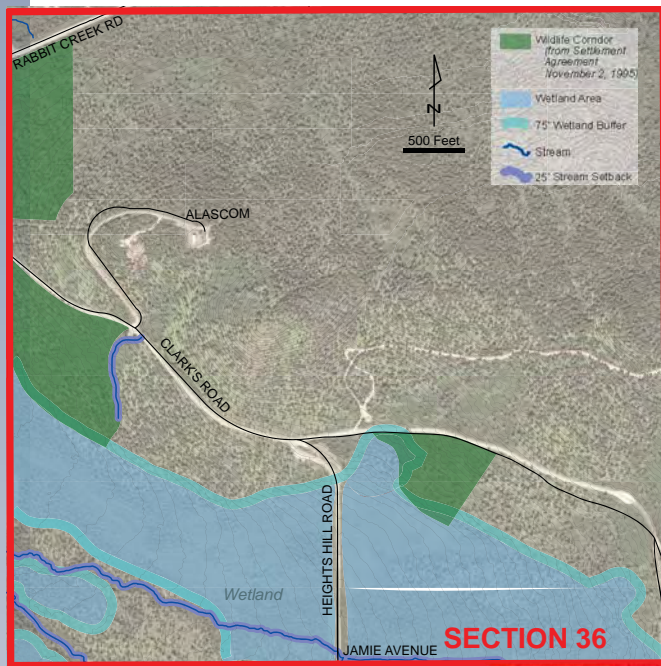 RABBIT CREEK RD
Wildlife Corridor
(from Settlement
Agreement
November 2, 1995)
Wetland Area
75' Wetland Buffer
Stream
25' Stream Setback
N
500 Feet
ALASCOM
CLARK'S ROAD
HEIGHTS HILL ROAD
Wetland
JAMIE AVENUE
SECTION 36